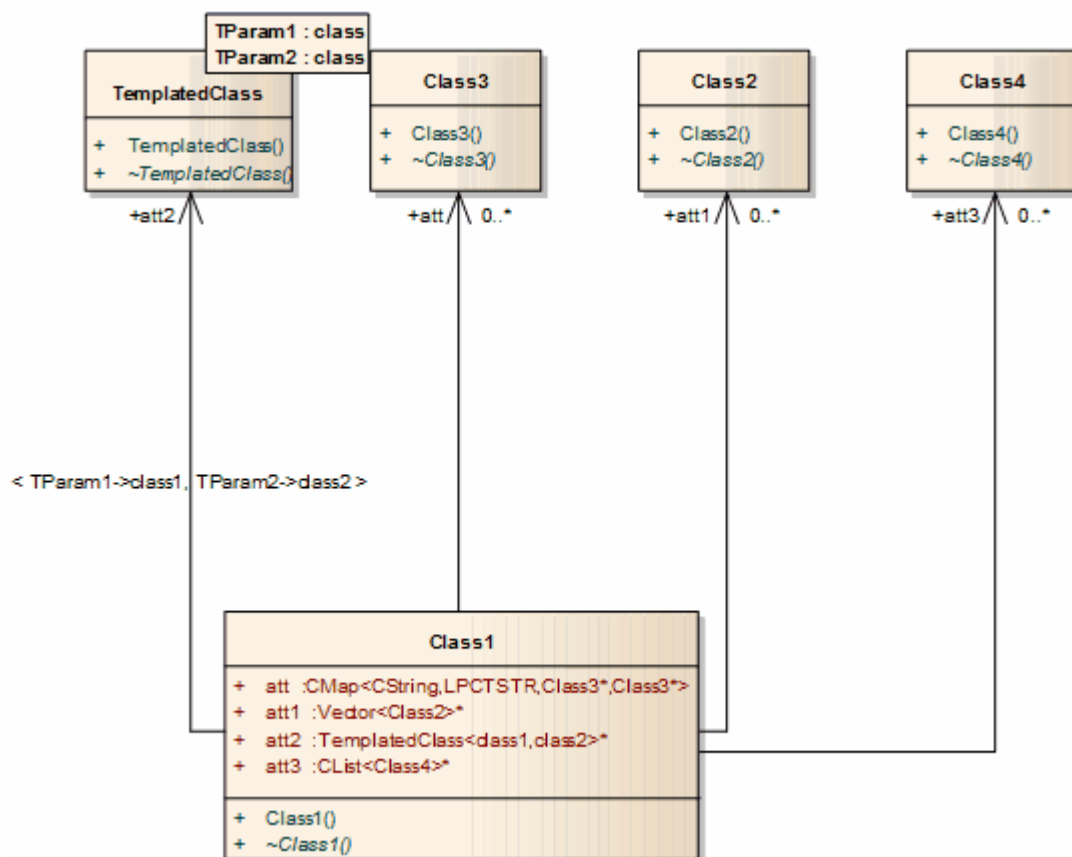 TParam1 : class
TParam2 : class
TemplatedClass
+ TemplatedClass()
+ ~TemplatedClass()
Class3
+ Class3()
+ ~Class3()
Class2
+ Class2()
+ ~Class2()
Class4
+ Class4()
+ ~Class4()
+att2
+att 0..*
+att1 0..*
+att3 0..*
< TParam1->class1, TParam2->class2 >
Class1
+ att :CMap<CString,LPCTSTR,Class3*,Class3*>
+ att1 :Vector<Class2>*
+ att2 :TemplatedClass<class1,class2>*
+ att3 :CList<Class4>*
+ Class1()
+ ~Class1()